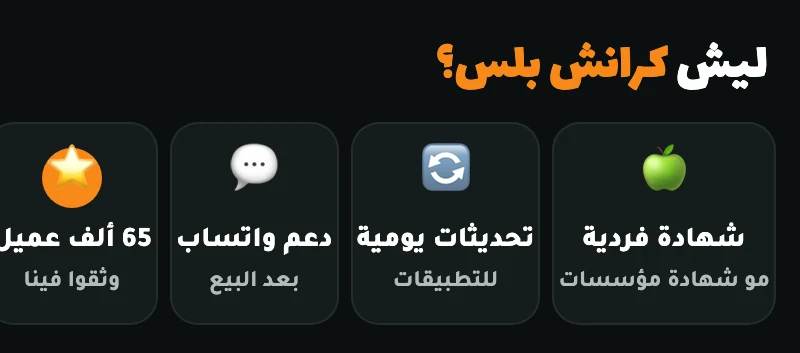 ليش كرانش بلس؟
شهادة فردية
مو شهادة مؤسسات
تحديثات يومية
للتطبيقات
دعم واتساب
بعد البيع
65 ألف عميل
وثقوا فينا